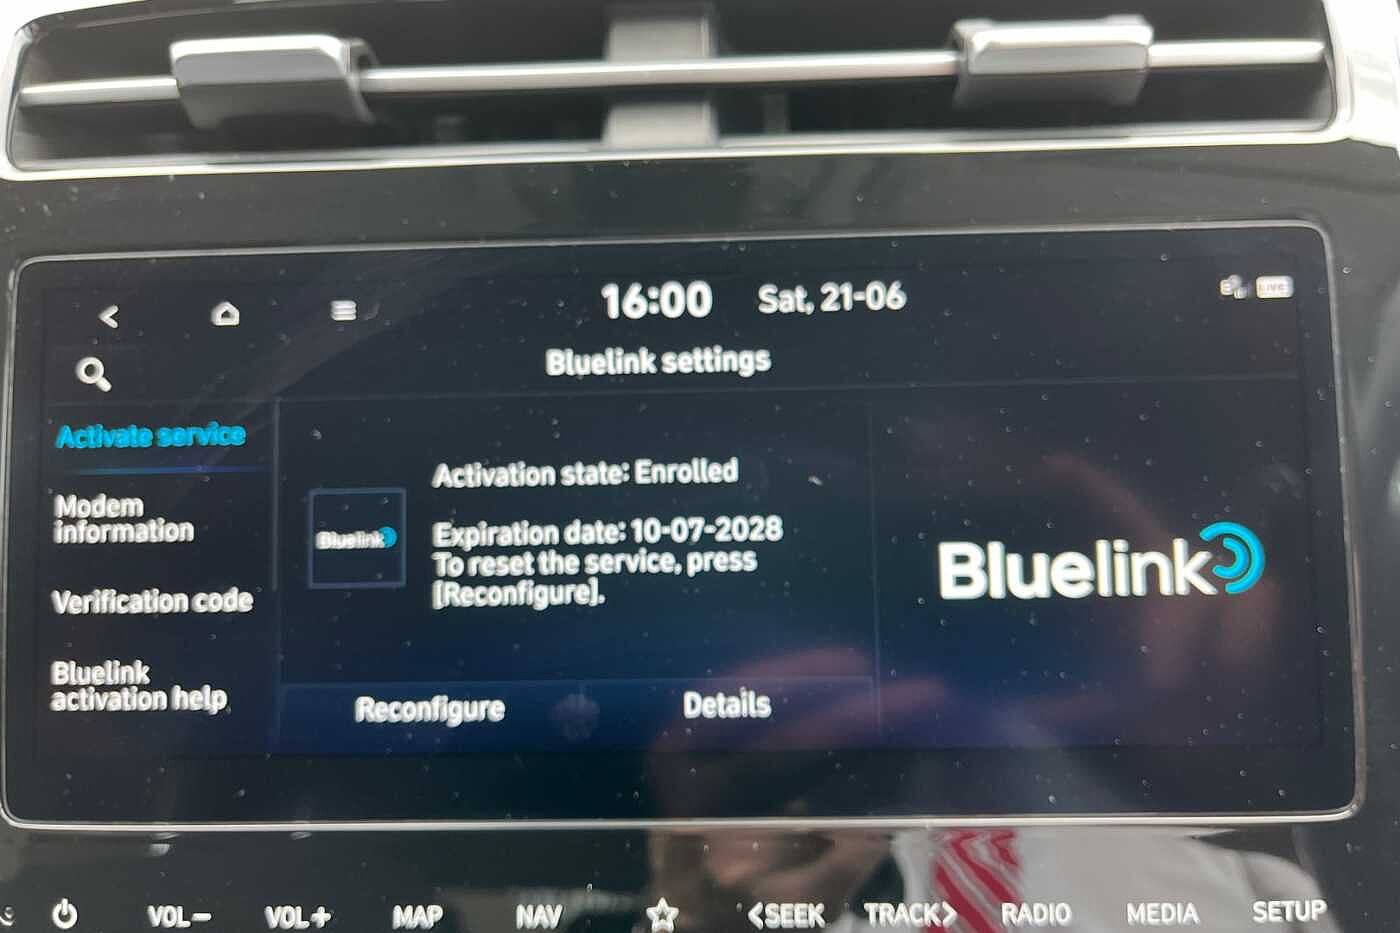 16:00 Sat, 21-06
LIVE
Bluelink settings
Activate service
Modem
information
Verification code
Bluelink
activation help
Bluelink
Activation state: Enrolled
Expiration date: 10-07-2028
To reset the service, press
[Reconfigure].
Reconfigure
Details
Bluelink
VOL−
VOL+
MAP
NAV
<SEEK
TRACK>
RADIO
MEDIA
SETUP